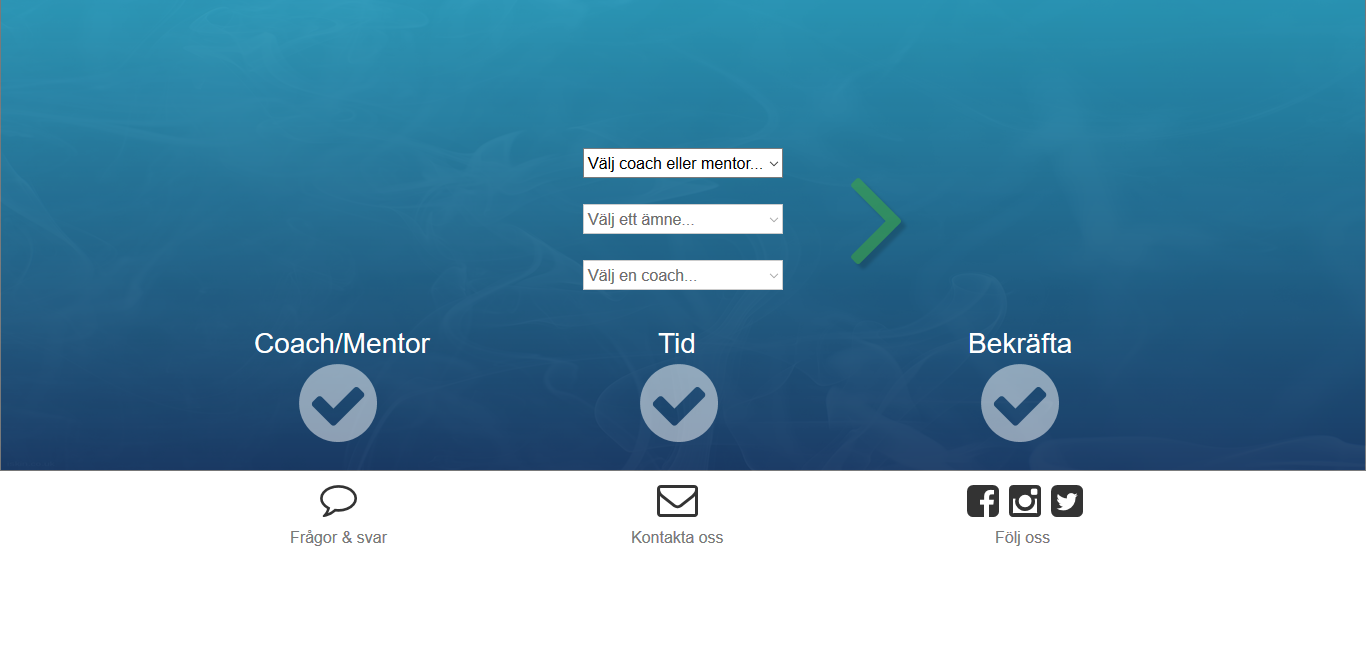 Välj coach eller mentor...
Välj ett ämne...
Välj en coach...
Coach/Mentor
Tid
Bekräfta
Frågor & svar
Kontakta oss
Följ oss